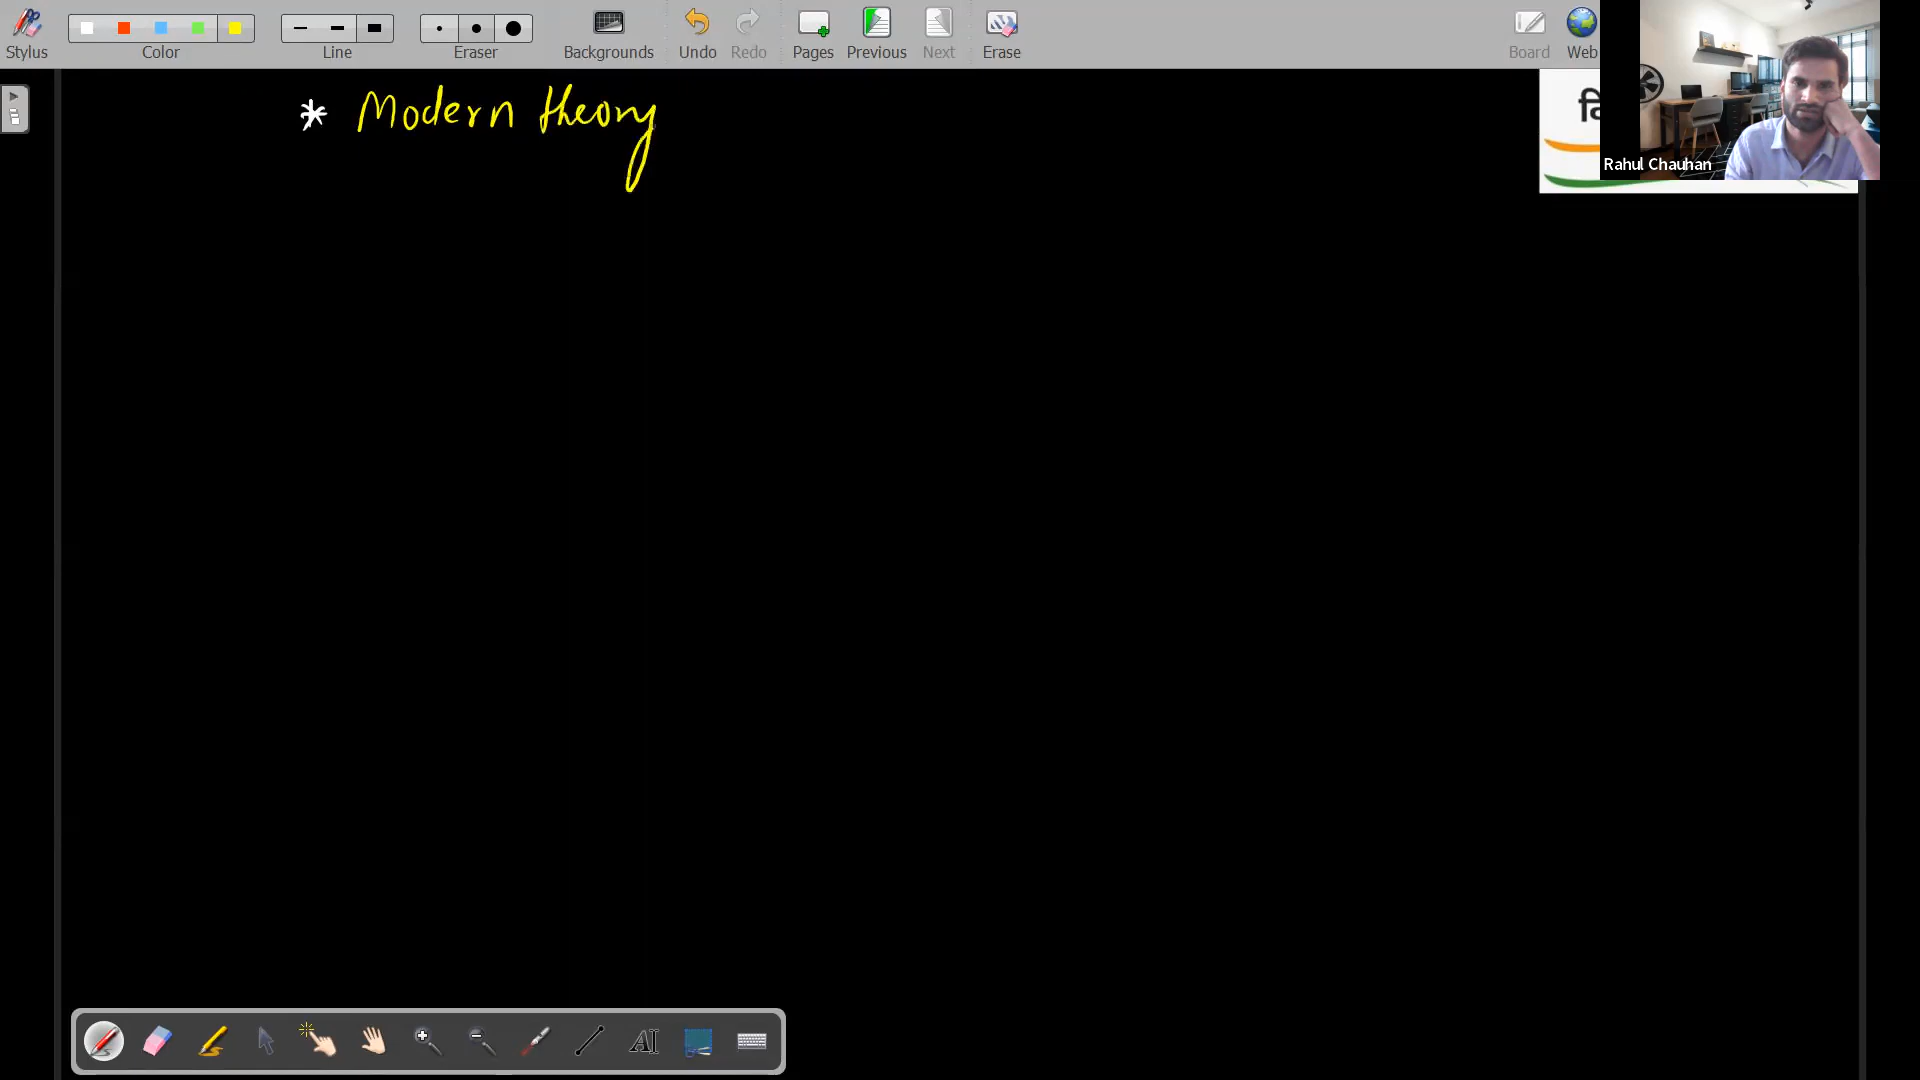 Stylus Color Line Eraser Backgrounds Undo Redo Pages Previous Next Erase Board Web
* Modern theory
Rahul Chauhan